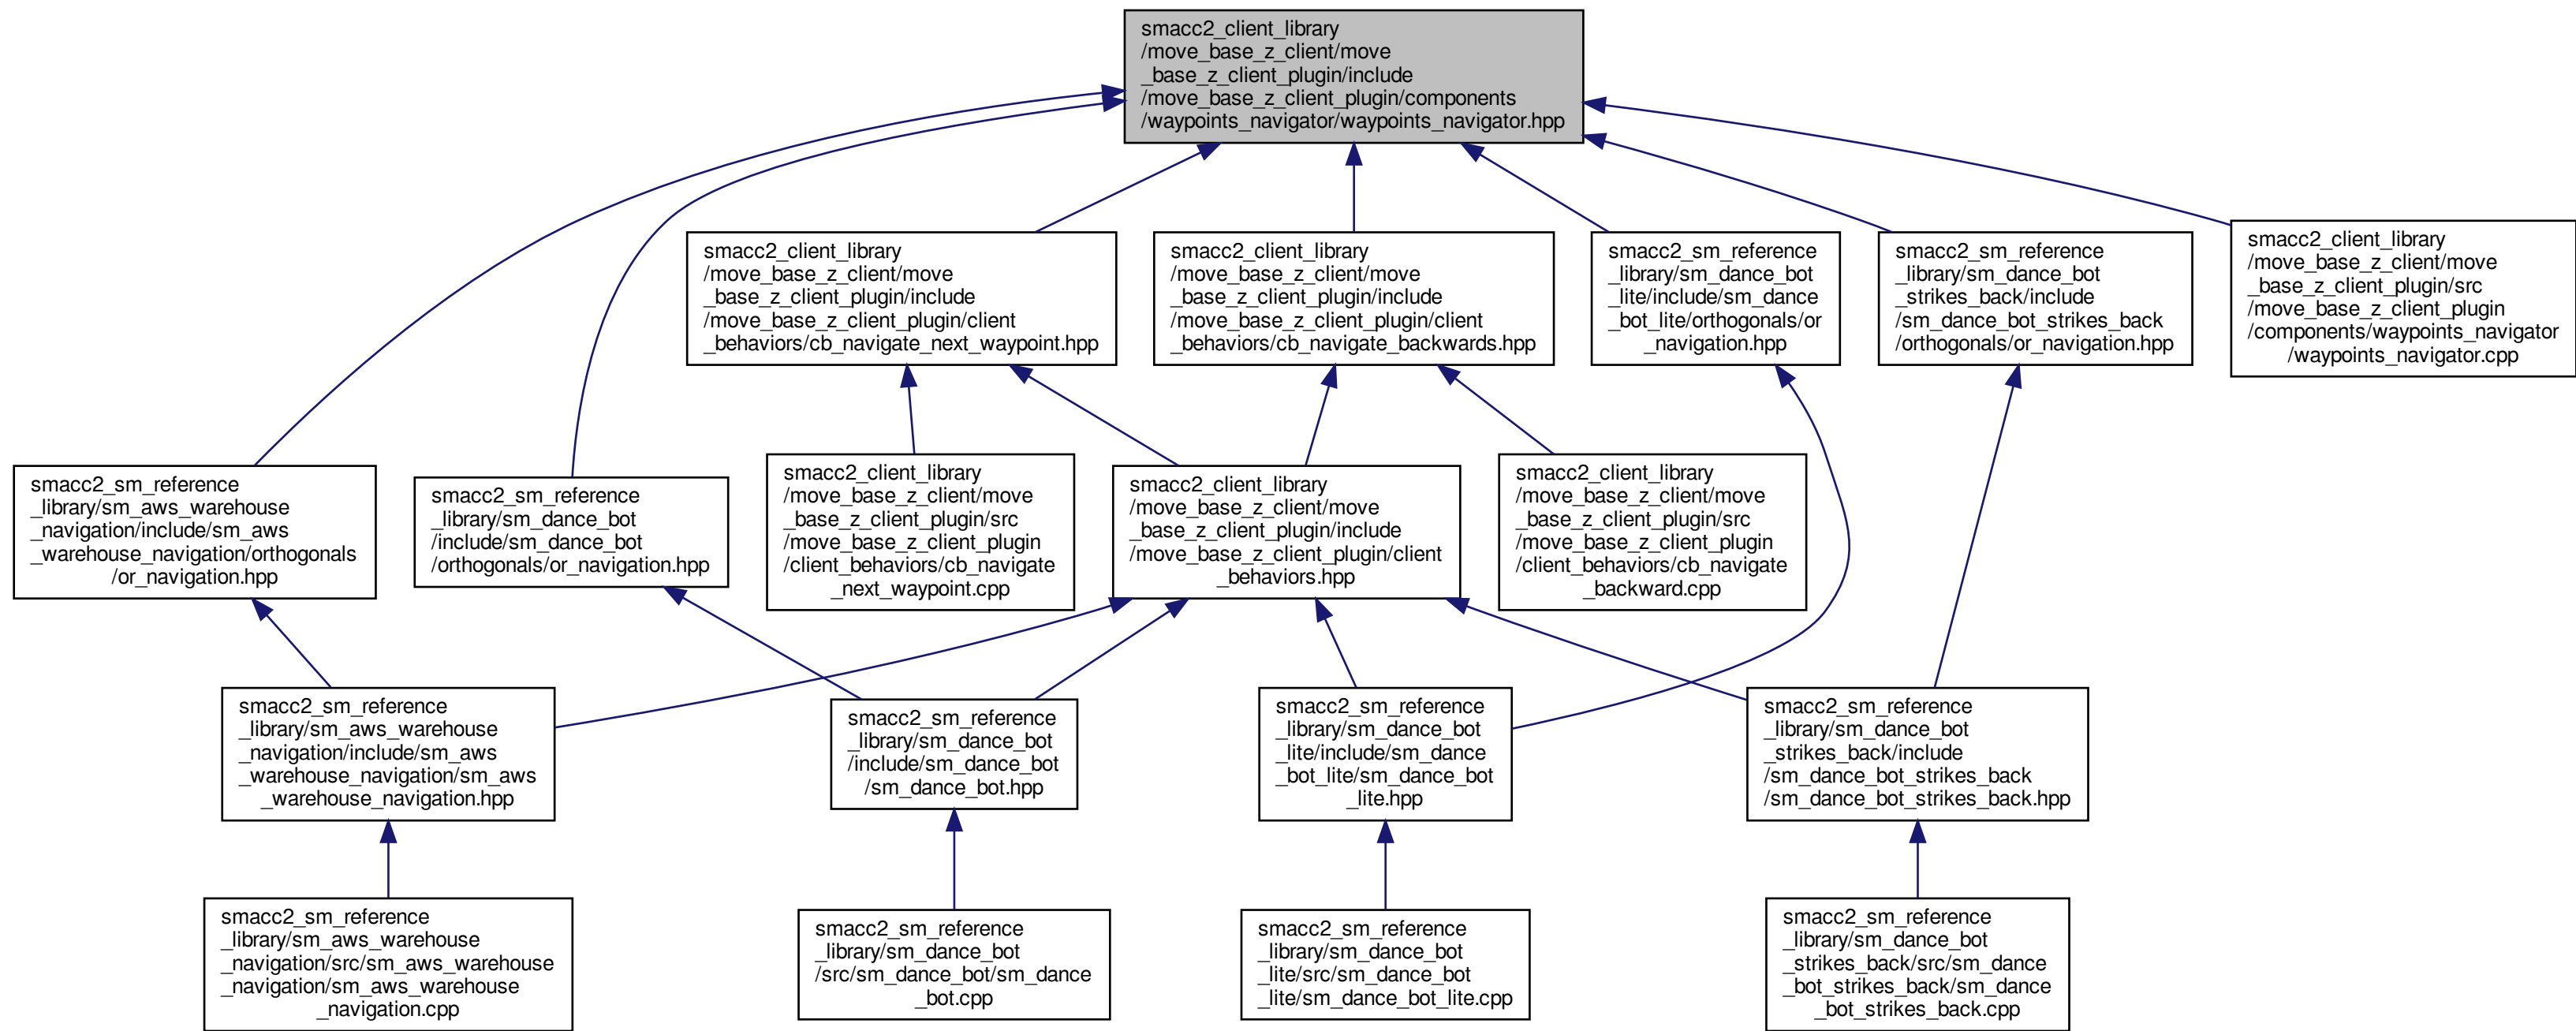 smacc2_client_library
/move_base_z_client/move
_base_z_client_plugin/include
/move_base_z_client_plugin/components
/waypoints_navigator/waypoints_navigator.hpp
smacc2_client_library
/move_base_z_client/move
_base_z_client_plugin/include
/move_base_z_client_plugin/client
_behaviors/cb_navigate_next_waypoint.hpp
smacc2_client_library
/move_base_z_client/move
_base_z_client_plugin/include
/move_base_z_client_plugin/client
_behaviors/cb_navigate_backwards.hpp
smacc2_sm_reference
_library/sm_dance_bot
_lite/include/sm_dance
_bot_lite/orthogonals/or
_navigation.hpp
smacc2_sm_reference
_library/sm_dance_bot
_strikes_back/include
/sm_dance_bot_strikes_back
/orthogonals/or_navigation.hpp
smacc2_client_library
/move_base_z_client/move
_base_z_client_plugin/src
/move_base_z_client_plugin
/components/waypoints_navigator
/waypoints_navigator.cpp
smacc2_sm_reference
_library/sm_aws_warehouse
_navigation/include/sm_aws
_warehouse_navigation/orthogonals
/or_navigation.hpp
smacc2_sm_reference
_library/sm_dance_bot
/include/sm_dance_bot
/orthogonals/or_navigation.hpp
smacc2_client_library
/move_base_z_client/move
_base_z_client_plugin/src
/move_base_z_client_plugin
/client_behaviors/cb_navigate
_next_waypoint.cpp
smacc2_client_library
/move_base_z_client/move
_base_z_client_plugin/include
/move_base_z_client_plugin/client
_behaviors.hpp
smacc2_client_library
/move_base_z_client/move
_base_z_client_plugin/src
/move_base_z_client_plugin
/client_behaviors/cb_navigate
_backward.cpp
smacc2_sm_reference
_library/sm_aws_warehouse
_navigation/include/sm_aws
_warehouse_navigation/sm_aws
_warehouse_navigation.hpp
smacc2_sm_reference
_library/sm_dance_bot
/include/sm_dance_bot
/sm_dance_bot.hpp
smacc2_sm_reference
_library/sm_dance_bot
_lite/include/sm_dance
_bot_lite/sm_dance_bot
_lite.hpp
smacc2_sm_reference
_library/sm_dance_bot
_strikes_back/include
/sm_dance_bot_strikes_back
/sm_dance_bot_strikes_back.hpp
smacc2_sm_reference
_library/sm_aws_warehouse
_navigation/src/sm_aws_warehouse
_navigation/sm_aws_warehouse
_navigation.cpp
smacc2_sm_reference
_library/sm_dance_bot
/src/sm_dance_bot/sm_dance
_bot.cpp
smacc2_sm_reference
_library/sm_dance_bot
_lite/src/sm_dance_bot
_lite/sm_dance_bot_lite.cpp
smacc2_sm_reference
_library/sm_dance_bot
_strikes_back/src/sm_dance
_bot_strikes_back/sm_dance
_bot_strikes_back.cpp